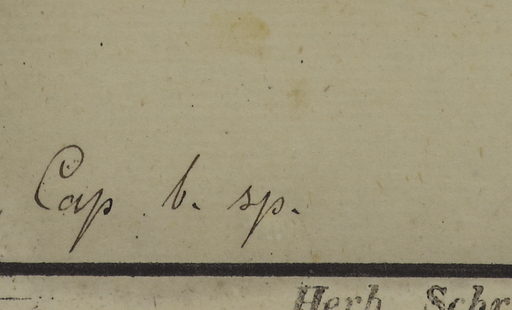 Cap. b. sp.
Herb. Schr